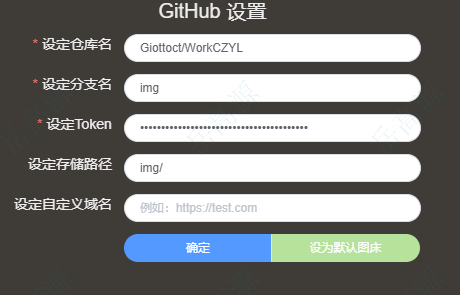 GitHub 设置
* 设定仓库名 Giottoct/WorkCZYL
* 设定分支名 img
* 设定Token ••••••••••••••••••••••••••••••••••••••••
设定存储路径 img/
设定自定义域名 例如：https://test.com
确定 设为默认图床